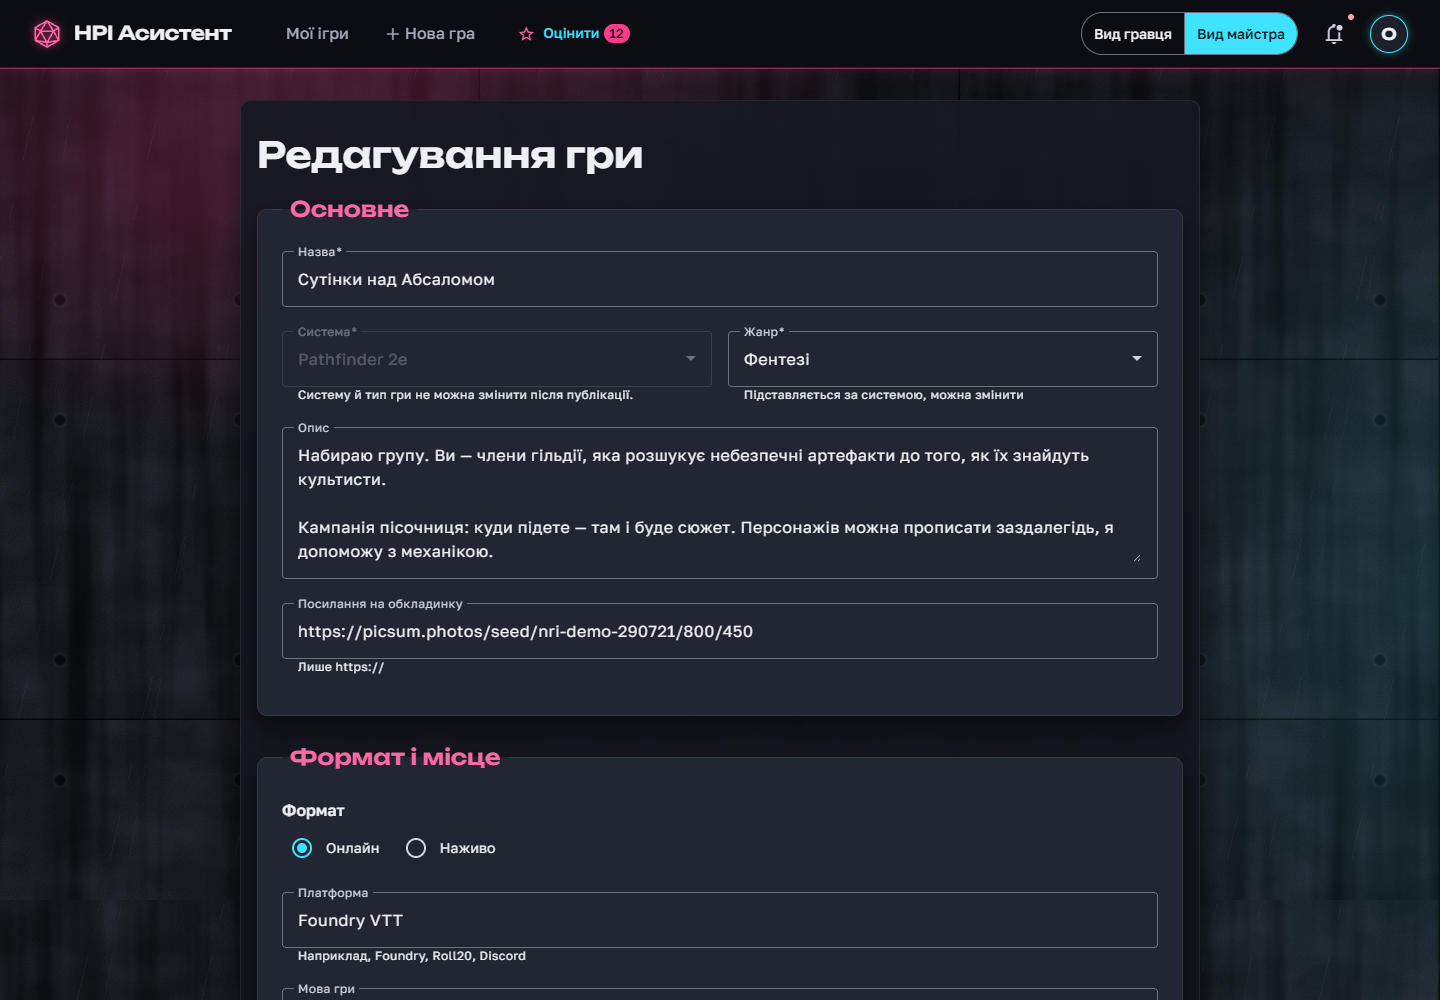 НРІ Асистент
Мої ігри
Нова гра
Оцінити 12
Вид гравця
Вид майстра
О
Редагування гри
Основне
Назва*
Сутінки над Абсаломом
Система*
Pathfinder 2e
Систему й тип гри не можна змінити після публікації.
Жанр*
Фентезі
Підставляється за системою, можна змінити
Опис
Набираю групу. Ви — члени гільдії, яка розшукує небезпечні артефакти до того, як їх знайдуть
культисти.
Кампанія пісочниця: куди підете — там і буде сюжет. Персонажів можна прописати заздалегідь, я
допоможу з механікою.
Посилання на обкладинку
https://picsum.photos/seed/nri-demo-290721/800/450
Лише https://
Формат і місце
Формат
Онлайн
Наживо
Платформа
Foundry VTT
Наприклад, Foundry, Roll20, Discord
Мова гри